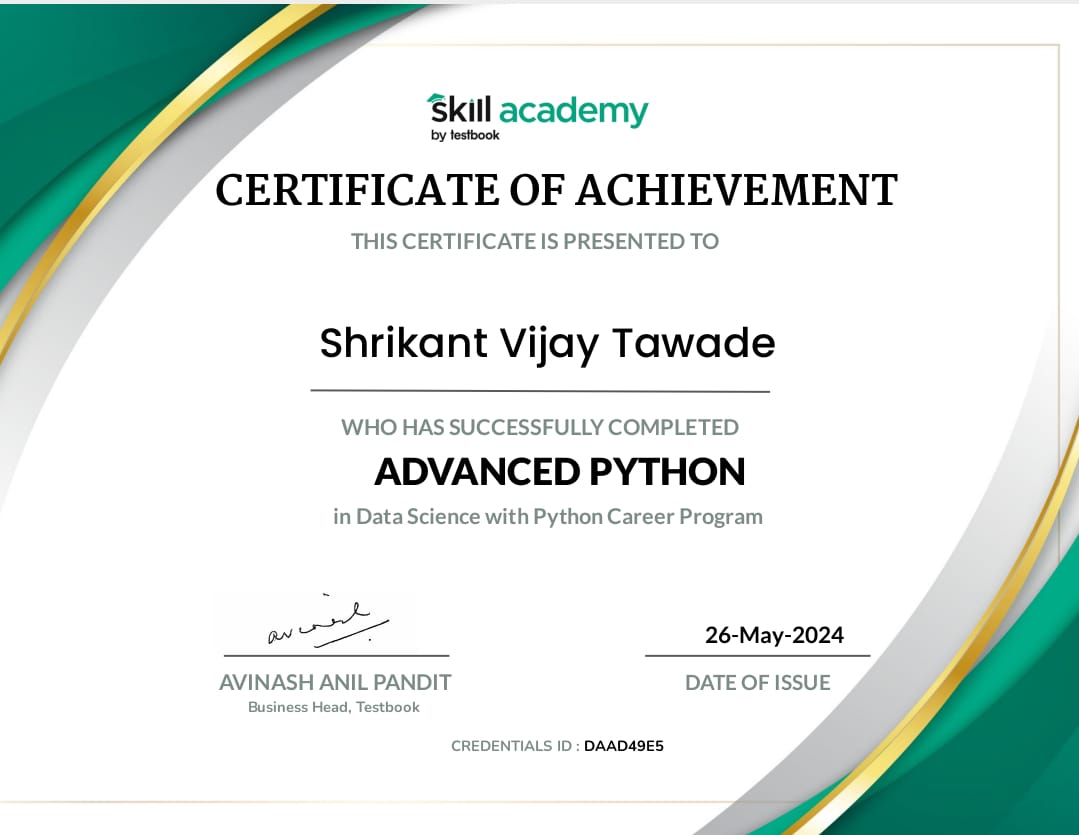 skill academy
by testbook
CERTIFICATE OF ACHIEVEMENT
THIS CERTIFICATE IS PRESENTED TO
Shrikant Vijay Tawade
WHO HAS SUCCESSFULLY COMPLETED
ADVANCED PYTHON
in Data Science with Python Career Program
avinash
26-May-2024
AVINASH ANIL PANDIT
DATE OF ISSUE
Business Head, Testbook
CREDENTIALS ID : DAAD49E5